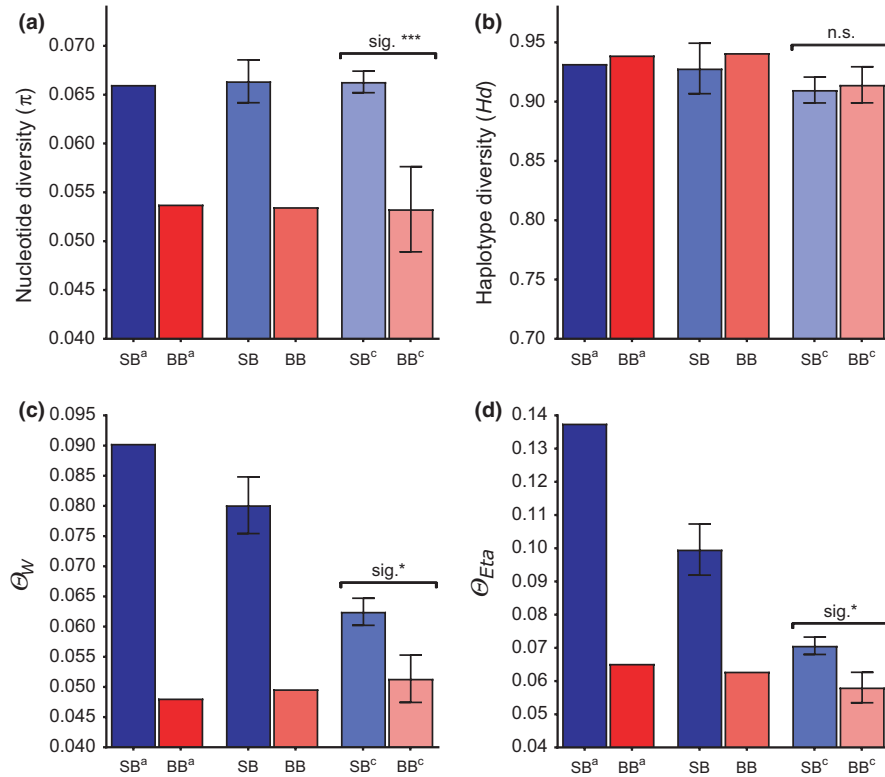 (a)
sig. ***
Nucleotide diversity (π)
0.070
0.065
0.060
0.055
0.050
0.045
0.040
SBᵃ BBᵃ SB BB SBᶜ BBᶜ
(b)
n.s.
Haplotype diversity (Hd)
0.95
0.90
0.85
0.80
0.75
0.70
SBᵃ BBᵃ SB BB SBᶜ BBᶜ
(c)
sig.*
ΘW
0.095
0.090
0.085
0.080
0.075
0.070
0.065
0.060
0.055
0.050
0.045
0.040
SBᵃ BBᵃ SB BB SBᶜ BBᶜ
(d)
sig.*
ΘEta
0.14
0.13
0.12
0.11
0.10
0.09
0.08
0.07
0.06
0.05
0.04
SBᵃ BBᵃ SB BB SBᶜ BBᶜ